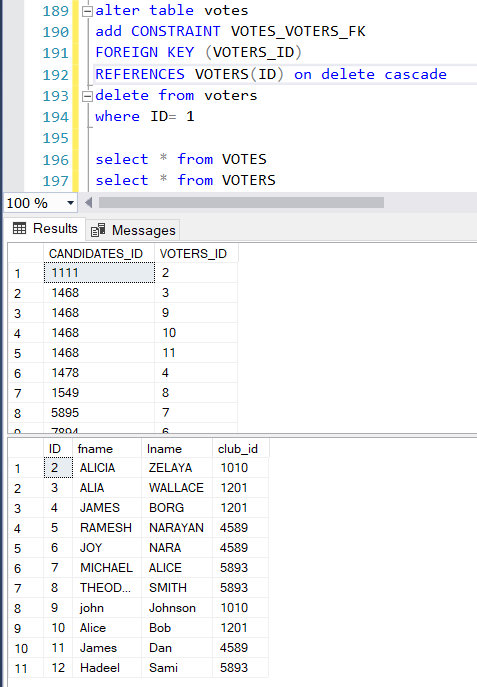 189 alter table votes
190 add CONSTRAINT VOTES_VOTERS_FK
191 FOREIGN KEY (VOTERS_ID)
192 REFERENCES VOTERS(ID) on delete cascade
193 delete from voters
194 where ID= 1
195
196 select * from VOTES
197 select * from VOTERS
100 %
Results Messages
CANDIDATES_ID VOTERS_ID
1 1111 2
2 1468 3
3 1468 9
4 1468 10
5 1468 11
6 1478 4
7 1549 8
8 5895 7
9 7894 6
ID fname lname club_id
1 2 ALICIA ZELAYA 1010
2 3 ALIA WALLACE 1201
3 4 JAMES BORG 1201
4 5 RAMESH NARAYAN 4589
5 6 JOY NARA 4589
6 7 MICHAEL ALICE 5893
7 8 THEOD... SMITH 5893
8 9 john Johnson 1010
9 10 Alice Bob 1201
10 11 James Dan 4589
11 12 Hadeel Sami 5893